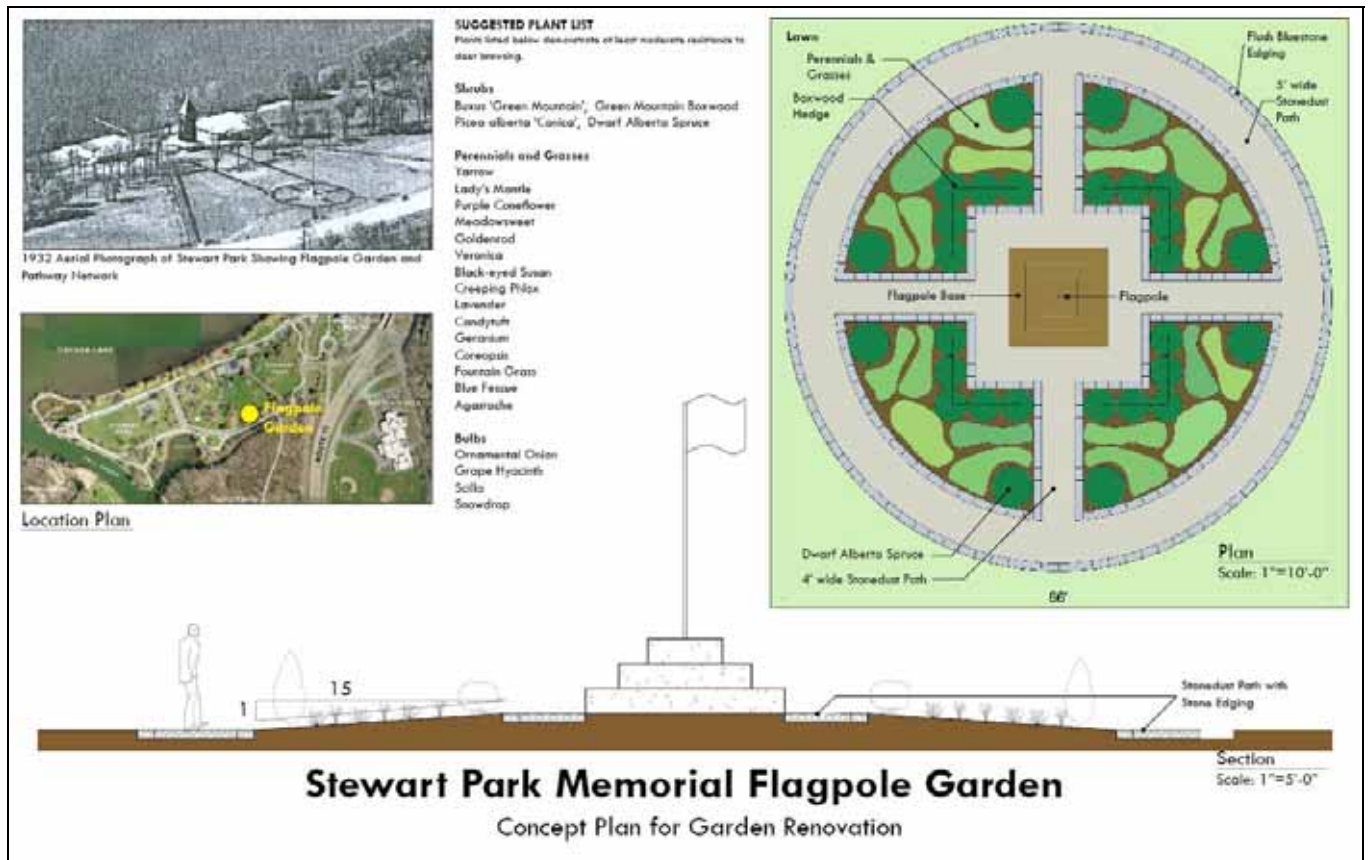 SUGGESTED PLANT LIST
Plants listed below demonstrate at least moderate resistance to
deer browsing.
Shrubs
Buxus 'Green Mountain', Green Mountain Boxwood
Picea alberta 'Conica', Dwarf Alberta Spruce
Perennials and Grasses
Yarrow
Lady's Mantle
Purple Coneflower
Meadowsweet
Goldenrod
Veronica
Black-eyed Susan
Creeping Phlox
Lavender
Candytuft
Geranium
Coreopsis
Fountain Grass
Blue Fescue
Agastache
Bulbs
Ornamental Onion
Grape Hyacinth
Scilla
Snowdrop
1932 Aerial Photograph of Stewart Park Showing Flagpole Garden and
Pathway Network
CAYUGA LAKE
Flagpole
Garden
Location Plan
Lawn
Perennials &
Grasses
Boxwood
Hedge
Flush Bluestone
Edging
5' wide
Stonedust
Path
Flagpole Base
Flagpole
Dwarf Alberta Spruce
4' wide Stonedust Path
Plan
Scale: 1"=10'-0"
66'
15
1
Stonedust Path with
Stone Edging
Section
Scale: 1"=5'-0"
Stewart Park Memorial Flagpole Garden
Concept Plan for Garden Renovation